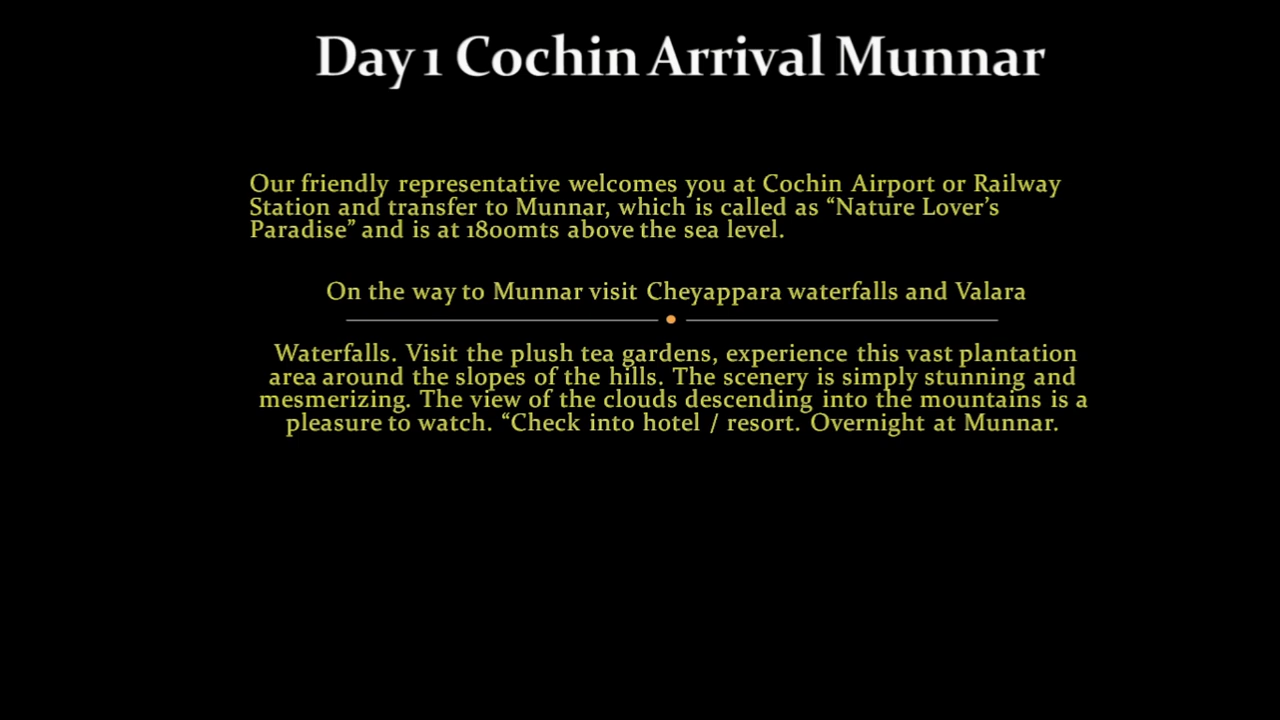 Day 1 Cochin Arrival Munnar
Our friendly representative welcomes you at Cochin Airport or Railway
Station and transfer to Munnar, which is called as “Nature Lover’s
Paradise” and is at 1800mts above the sea level.
On the way to Munnar visit Cheyappara waterfalls and Valara
Waterfalls. Visit the plush tea gardens, experience this vast plantation
area around the slopes of the hills. The scenery is simply stunning and
mesmerizing. The view of the clouds descending into the mountains is a
pleasure to watch. “Check into hotel / resort. Overnight at Munnar.